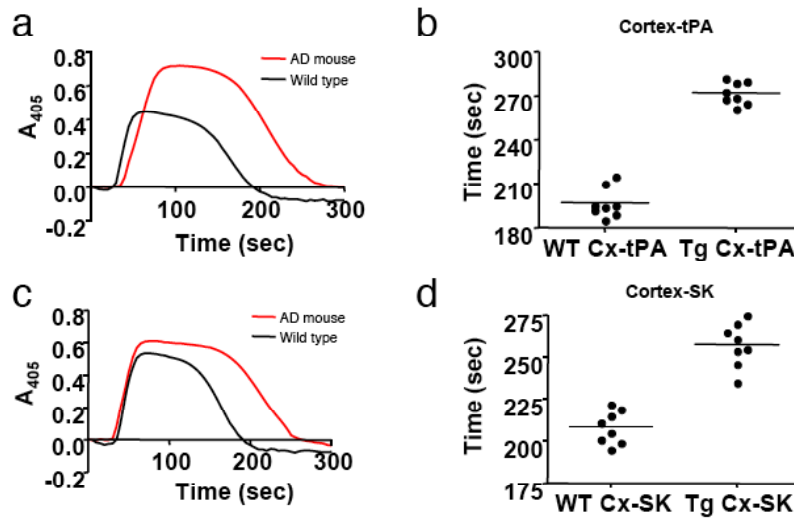 a
A405
0.8
0.6
0.4
0.2
0.0
-0.2
100
200
300
Time (sec)
AD mouse
Wild type
b
Cortex-tPA
Time (sec)
300
270
210
180
WT Cx-tPA
Tg Cx-tPA
c
A405
0.8
0.6
0.4
0.2
0.0
-0.2
100
200
300
Time (sec)
AD mouse
Wild type
d
Cortex-SK
Time (sec)
275
250
225
200
175
WT Cx-SK
Tg Cx-SK